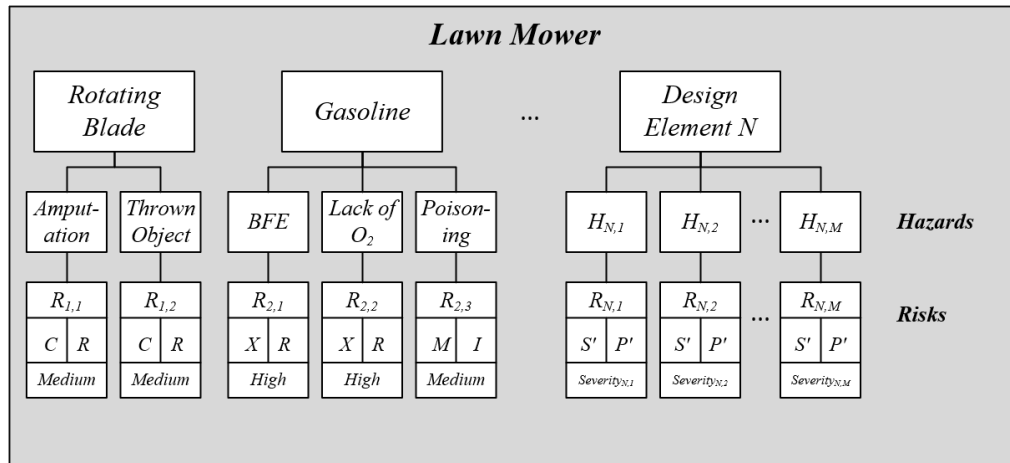 Lawn Mower
Rotating
Blade
Gasoline
...
Design
Element N
Amput-
ation
Thrown
Object
BFE
Lack of
O2
Poison-
ing
HN,1
HN,2
...
HN,M
Hazards
R1,1
R1,2
R2,1
R2,2
R2,3
RN,1
RN,2
...
RN,M
Risks
C R
C R
X R
X R
M I
S' P'
S' P'
S' P'
Medium
Medium
High
High
Medium
SeverityN,1
SeverityN,2
SeverityN,M